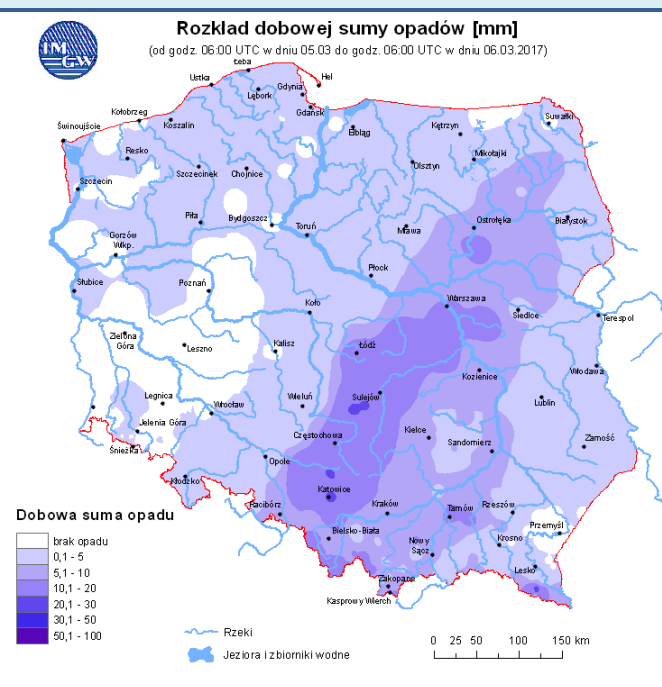 Rozkład dobowej sumy opadów [mm]
(od godz. 06:00 UTC w dniu 05.03 do godz. 06:00 UTC w dniu 06.03.2017)
IM
GW
Łeba
Ustka
Hel
Gdynia
Lębork
Gdańsk
Kołobrzeg
Koszalin
Świnoujście
Elbląg
Kętrzyn
Suwałki
Resko
Olsztyn
Mikołajki
Szczecinek
Chojnice
Szczecin
Piła
Bydgoszcz
Toruń
Mława
Ostrołęka
Białystok
Gorzów
Wlkp.
Płock
Słubice
Poznań
Koło
Warszawa
Siedlce
Terespol
Zielona
Góra
Leszno
Kalisz
Łódź
Kozienice
Włodawa
Legnica
Wrocław
Wieluń
Sulejów
Lublin
Jelenia Góra
Śnieżka
Częstochowa
Kielce
Sandomierz
Zamość
Opole
Kłodzko
Katowice
Racibórz
Kraków
Tarnów
Rzeszów
Przemyśl
Bielsko-Biała
Nowy
Sącz
Krosno
Lesko
Zakopane
Kasprowy Wierch
Dobowa suma opadu
brak opadu
0,1 - 5
5,1 - 10
10,1 - 20
20,1 - 30
30,1 - 50
50,1 - 100
Rzeki
Jeziora i zbiorniki wodne
0 25 50 100 150 km